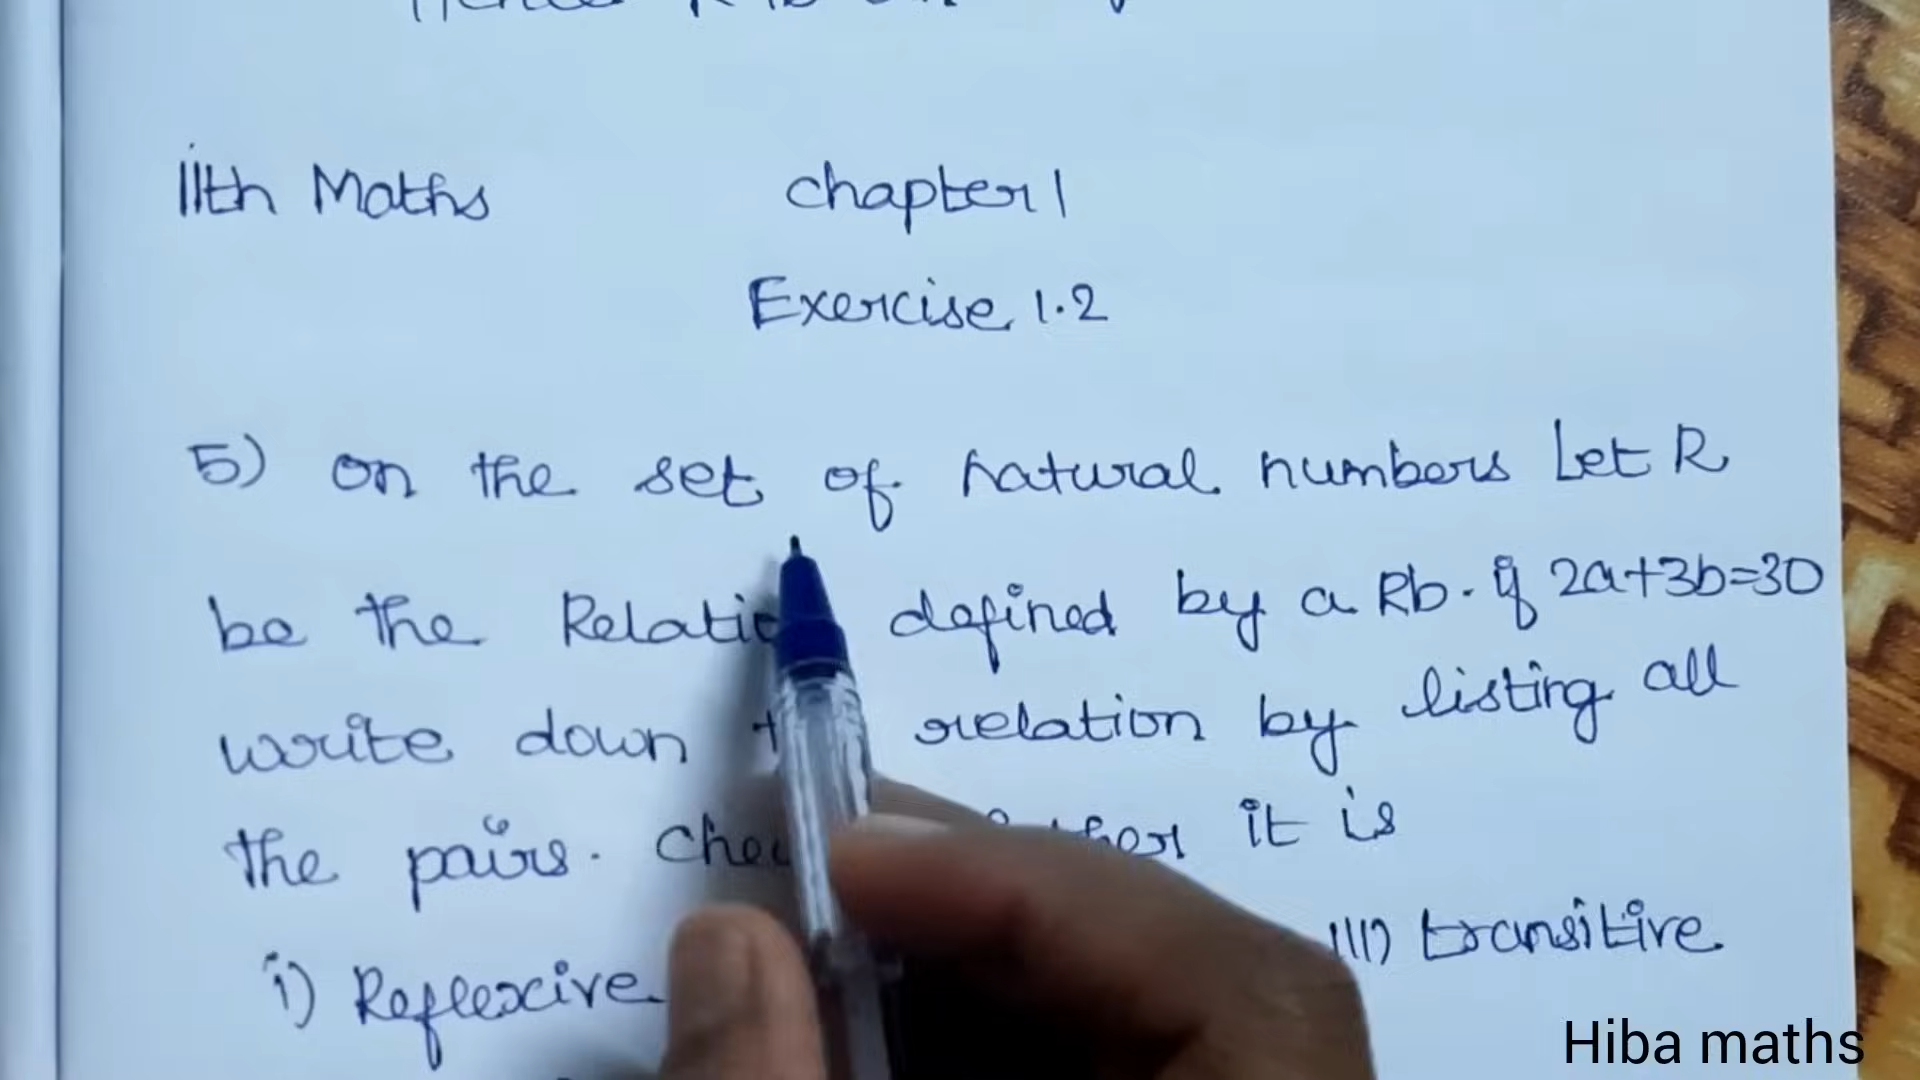 11th Maths chapter 1
Exercise 1.2
5) on the set of natural numbers Let R
be the defined by a Rb. if 2a+3b=30
write down relation by listing all
the pairs. it is
i) Reflexive III) transitive
Hiba maths